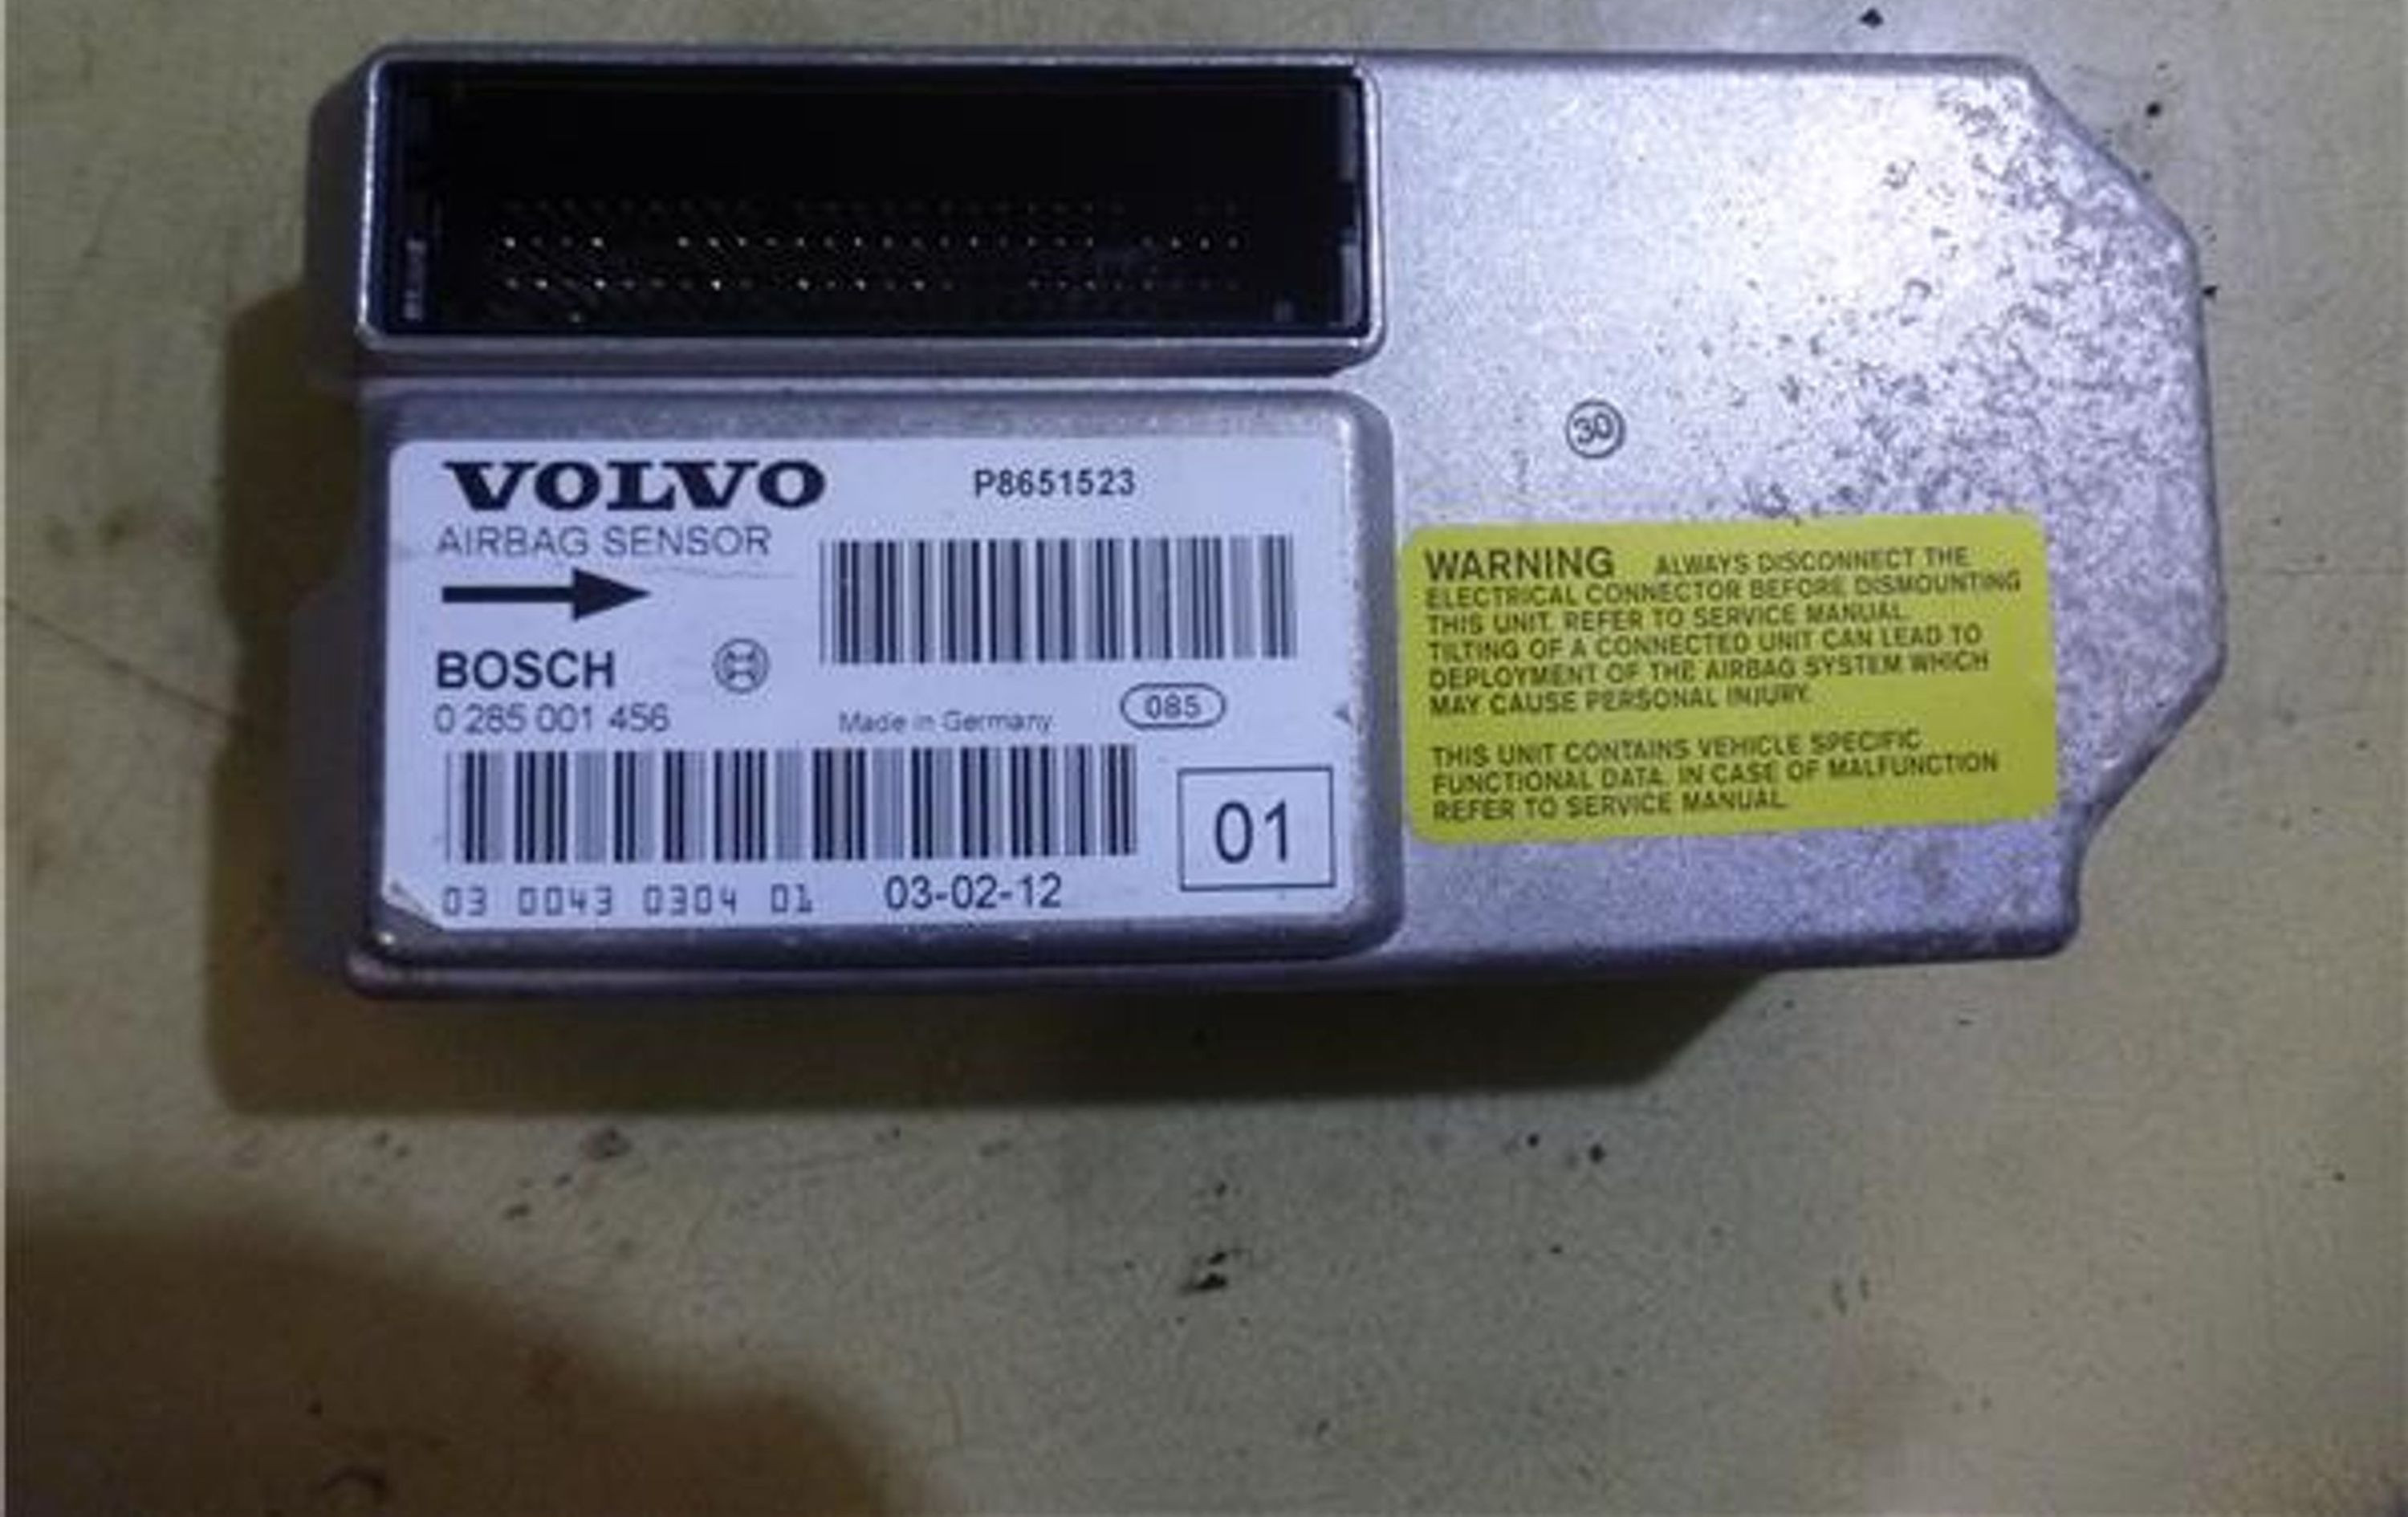 VOLVO
P8651523
AIRBAG SENSOR
BOSCH
0 285 001 456
Made in Germany
085
01
03 0043 0304 01
03-02-12
30
WARNING ALWAYS DISCONNECT THE
ELECTRICAL CONNECTOR BEFORE DISMOUNTING
THIS UNIT. REFER TO SERVICE MANUAL.
TILTING OF A CONNECTED UNIT CAN LEAD TO
DEPLOYMENT OF THE AIRBAG SYSTEM WHICH
MAY CAUSE PERSONAL INJURY.
THIS UNIT CONTAINS VEHICLE SPECIFIC
FUNCTIONAL DATA. IN CASE OF MALFUNCTION
REFER TO SERVICE MANUAL.